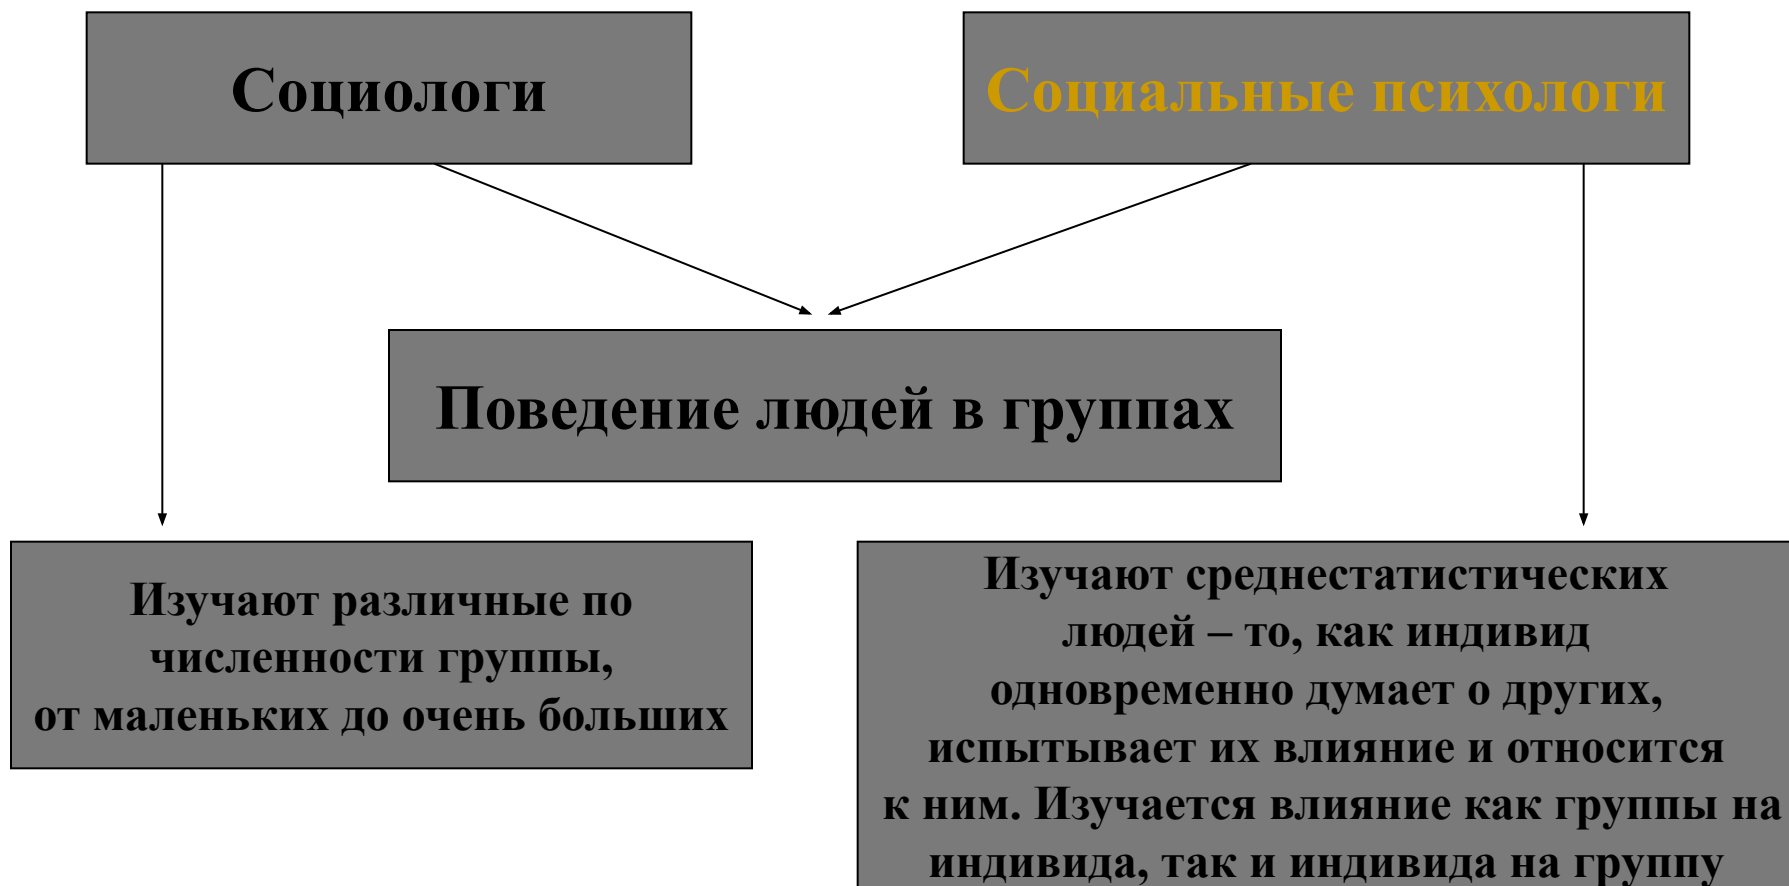 Социологи
Социальные психологи
Поведение людей в группах
Изучают различные по
численности группы,
от маленьких до очень больших
Изучают среднестатистических
людей – то, как индивид
одновременно думает о других,
испытывает их влияние и относится
к ним. Изучается влияние как группы на
индивида, так и индивида на группу